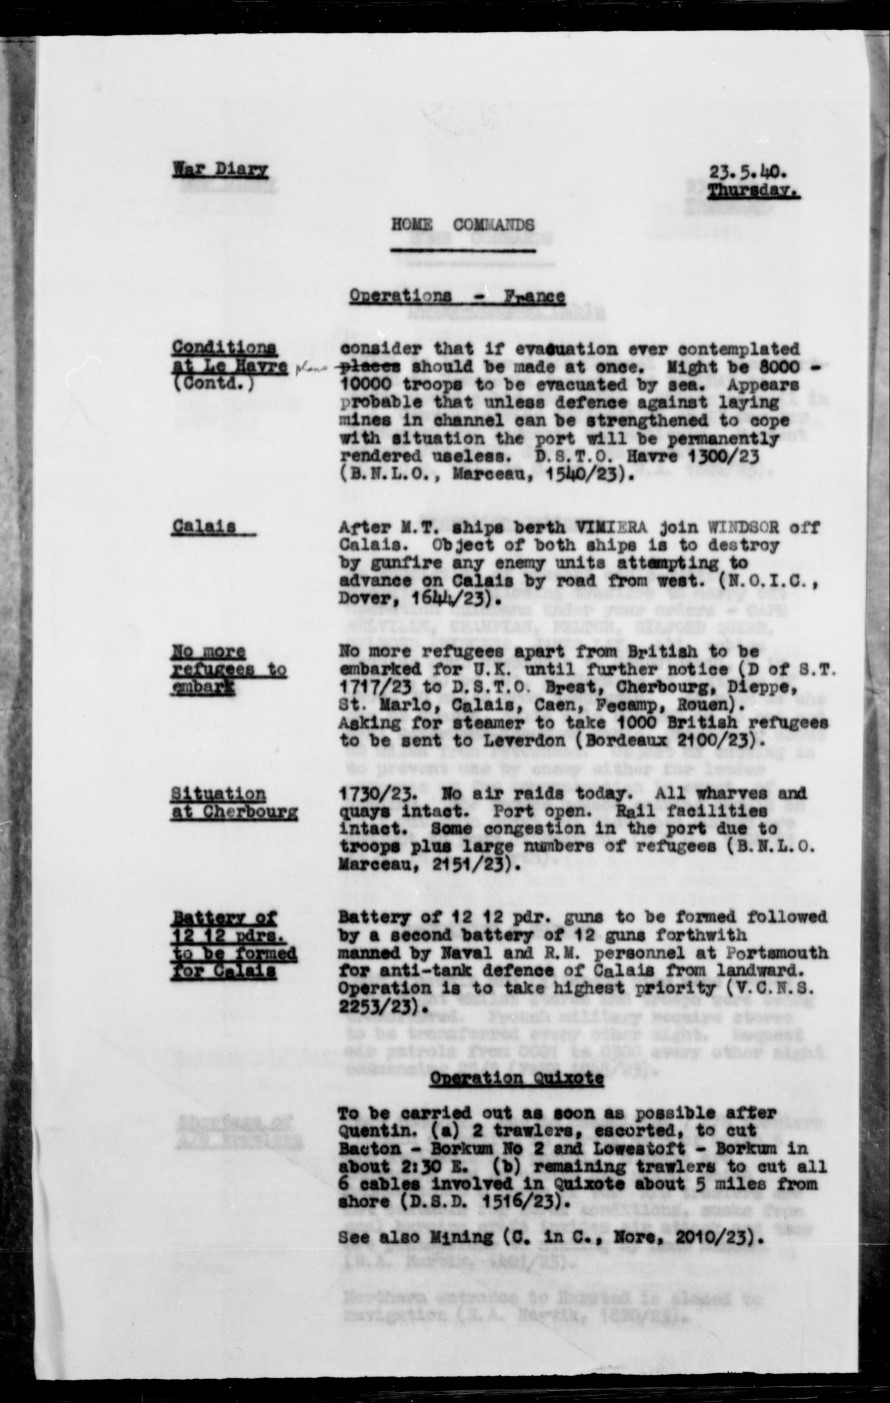 War Diary
23.5.40.
Thursday.
HOME COMMANDS
Operations - France
Conditions
at Le Havre
(Contd.)
consider that if evacuation ever contemplated
plans places should be made at once. Might be 8000 -
10000 troops to be evacuated by sea. Appears
probable that unless defence against laying
mines in channel can be strengthened to cope
with situation the port will be permanently
rendered useless. D.S.T.O. Havre 1300/23
(B.N.L.O., Marceau, 1540/23).
Calais
After M.T. ships berth VIMIERA join WINDSOR off
Calais. Object of both ships is to destroy
by gunfire any enemy units attempting to
advance on Calais by road from west. (N.O.I.C.,
Dover, 1644/23).
No more
refugees to
embark
No more refugees apart from British to be
embarked for U.K. until further notice (D of S.T.
1717/23 to D.S.T.O. Brest, Cherbourg, Dieppe,
St. Marlo, Calais, Caen, Fecamp, Rouen).
Asking for steamer to take 1000 British refugees
to be sent to Leverdon (Bordeaux 2100/23).
Situation
at Cherbourg
1730/23. No air raids today. All wharves and
quays intact. Port open. Rail facilities
intact. Some congestion in the port due to
troops plus large numbers of refugees (B.N.L.O.
Marceau, 2151/23).
Battery of
12 12 pdrs.
to be formed
for Calais
Battery of 12 12 pdr. guns to be formed followed
by a second battery of 12 guns forthwith
manned by Naval and R.M. personnel at Portsmouth
for anti-tank defence of Calais from landward.
Operation is to take highest priority (V.C.N.S.
2253/23).
Operation Quixote
To be carried out as soon as possible after
Quentin. (a) 2 trawlers, escorted, to cut
Bacton - Borkum No 2 and Lowestoft - Borkum in
about 2:30 E. (b) remaining trawlers to cut all
6 cables involved in Quixote about 5 miles from
shore (D.S.D. 1516/23).
See also Mining (C. in C., Nore, 2010/23).